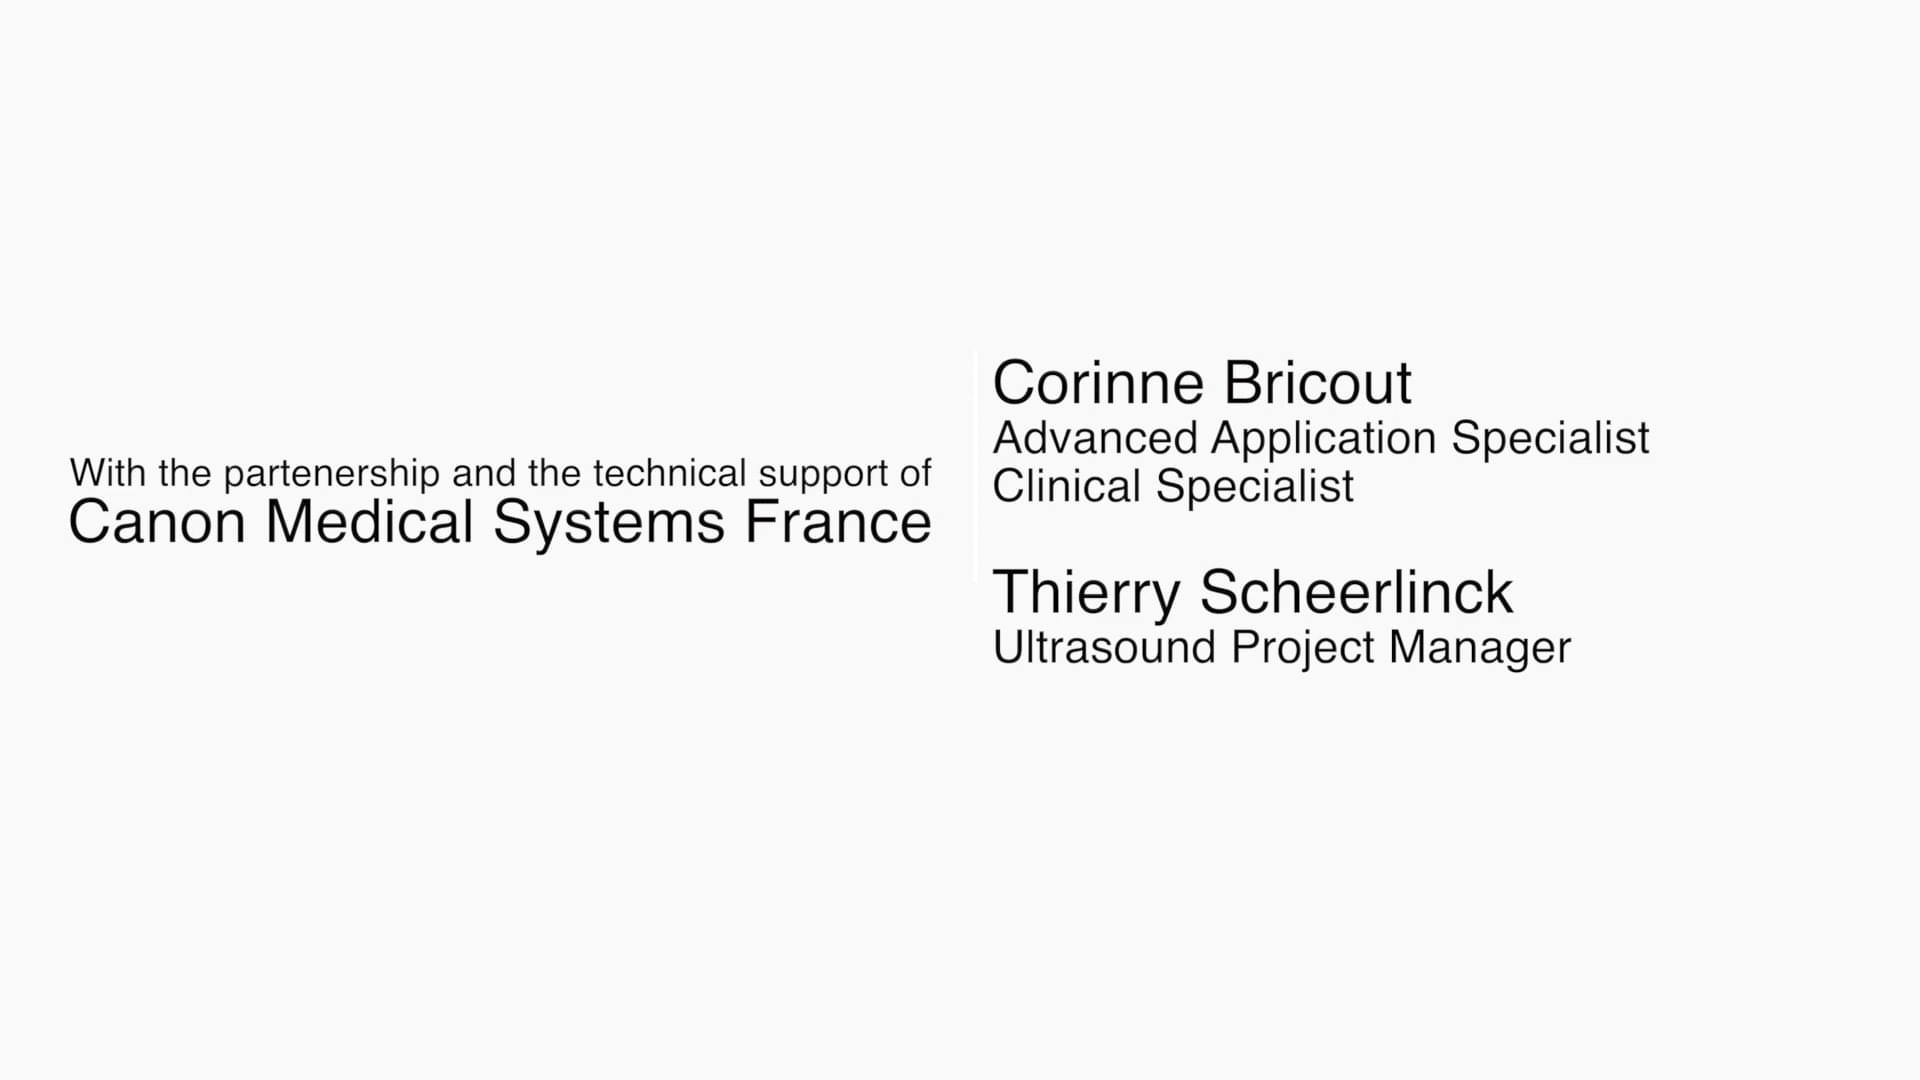 With the partenership and the technical support of
Canon Medical Systems France
Corinne Bricout
Advanced Application Specialist
Clinical Specialist
Thierry Scheerlinck
Ultrasound Project Manager